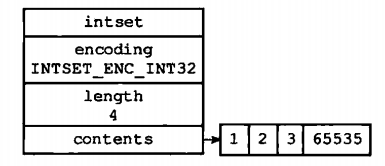 intset
encoding
INTSET_ENC_INT32
length
4
contents
1 2 3 65535